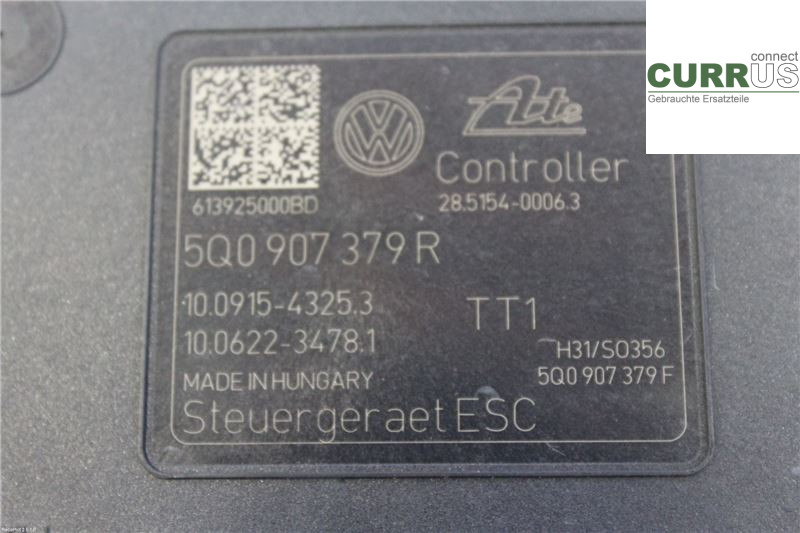 connect
CURRUS
Gebrauchte Ersatzteile
Ate
Controller
28.5154-0006.3
613925000BD
5Q0 907 379 R
10.0915-4325.3
10.0622-3478.1
TT1
H31/S0356
MADE IN HUNGARY
5Q0 907 379 F
Steuergeraet ESC